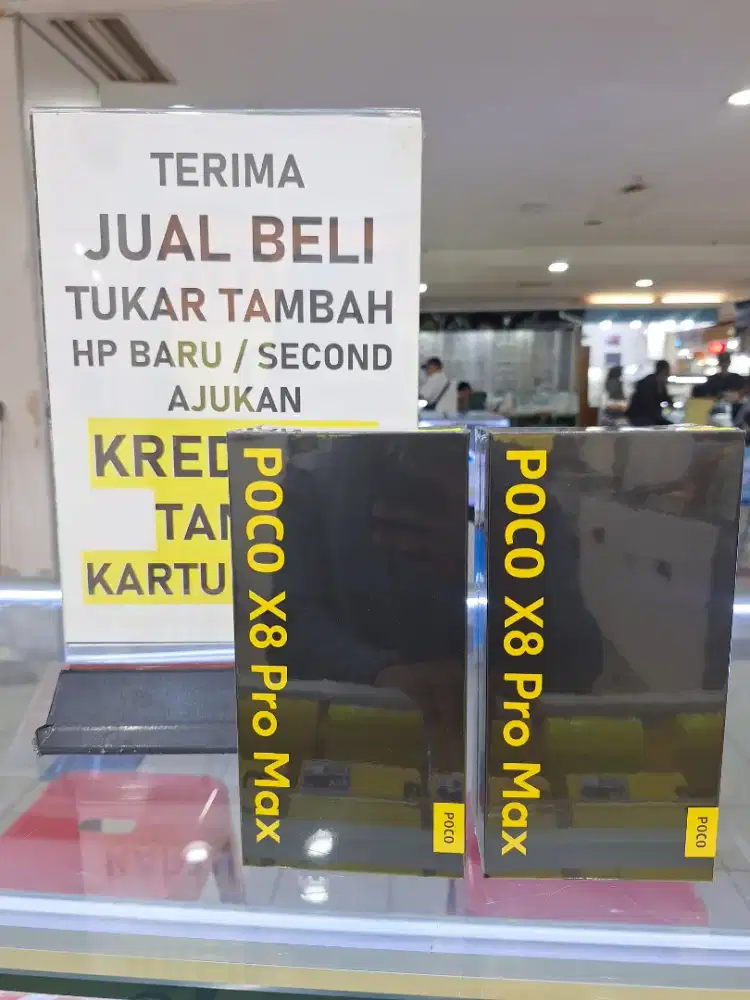 TERIMA
JUAL BELI
TUKAR TAMBAH
HP BARU / SECOND
AJUKAN
KARTU
POCO X8 Pro Max
POCO
POCO X8 Pro Max
POCO